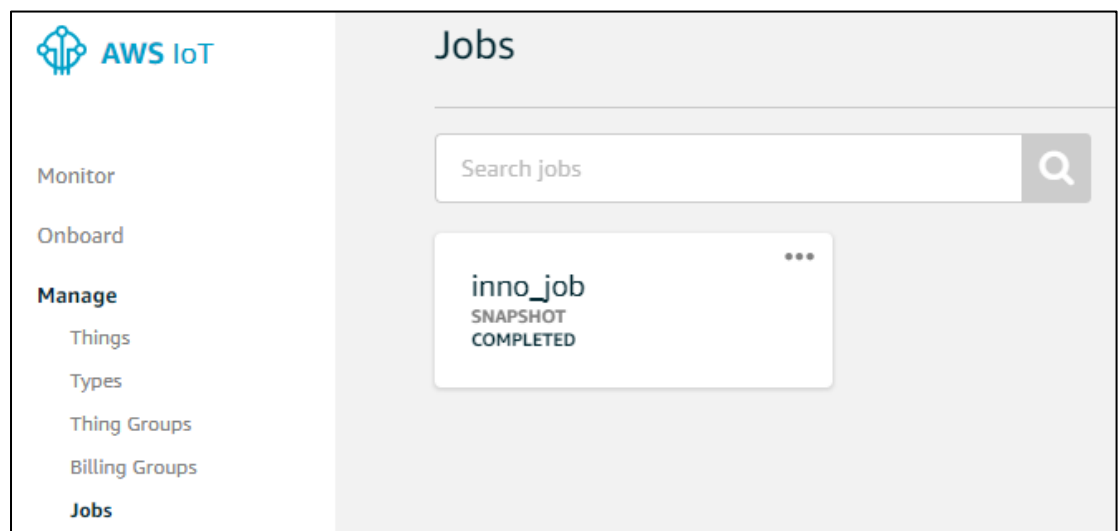 AWS IoT
Monitor
Onboard
Manage
Things
Types
Thing Groups
Billing Groups
Jobs
Jobs
Search jobs
inno_job
SNAPSHOT
COMPLETED